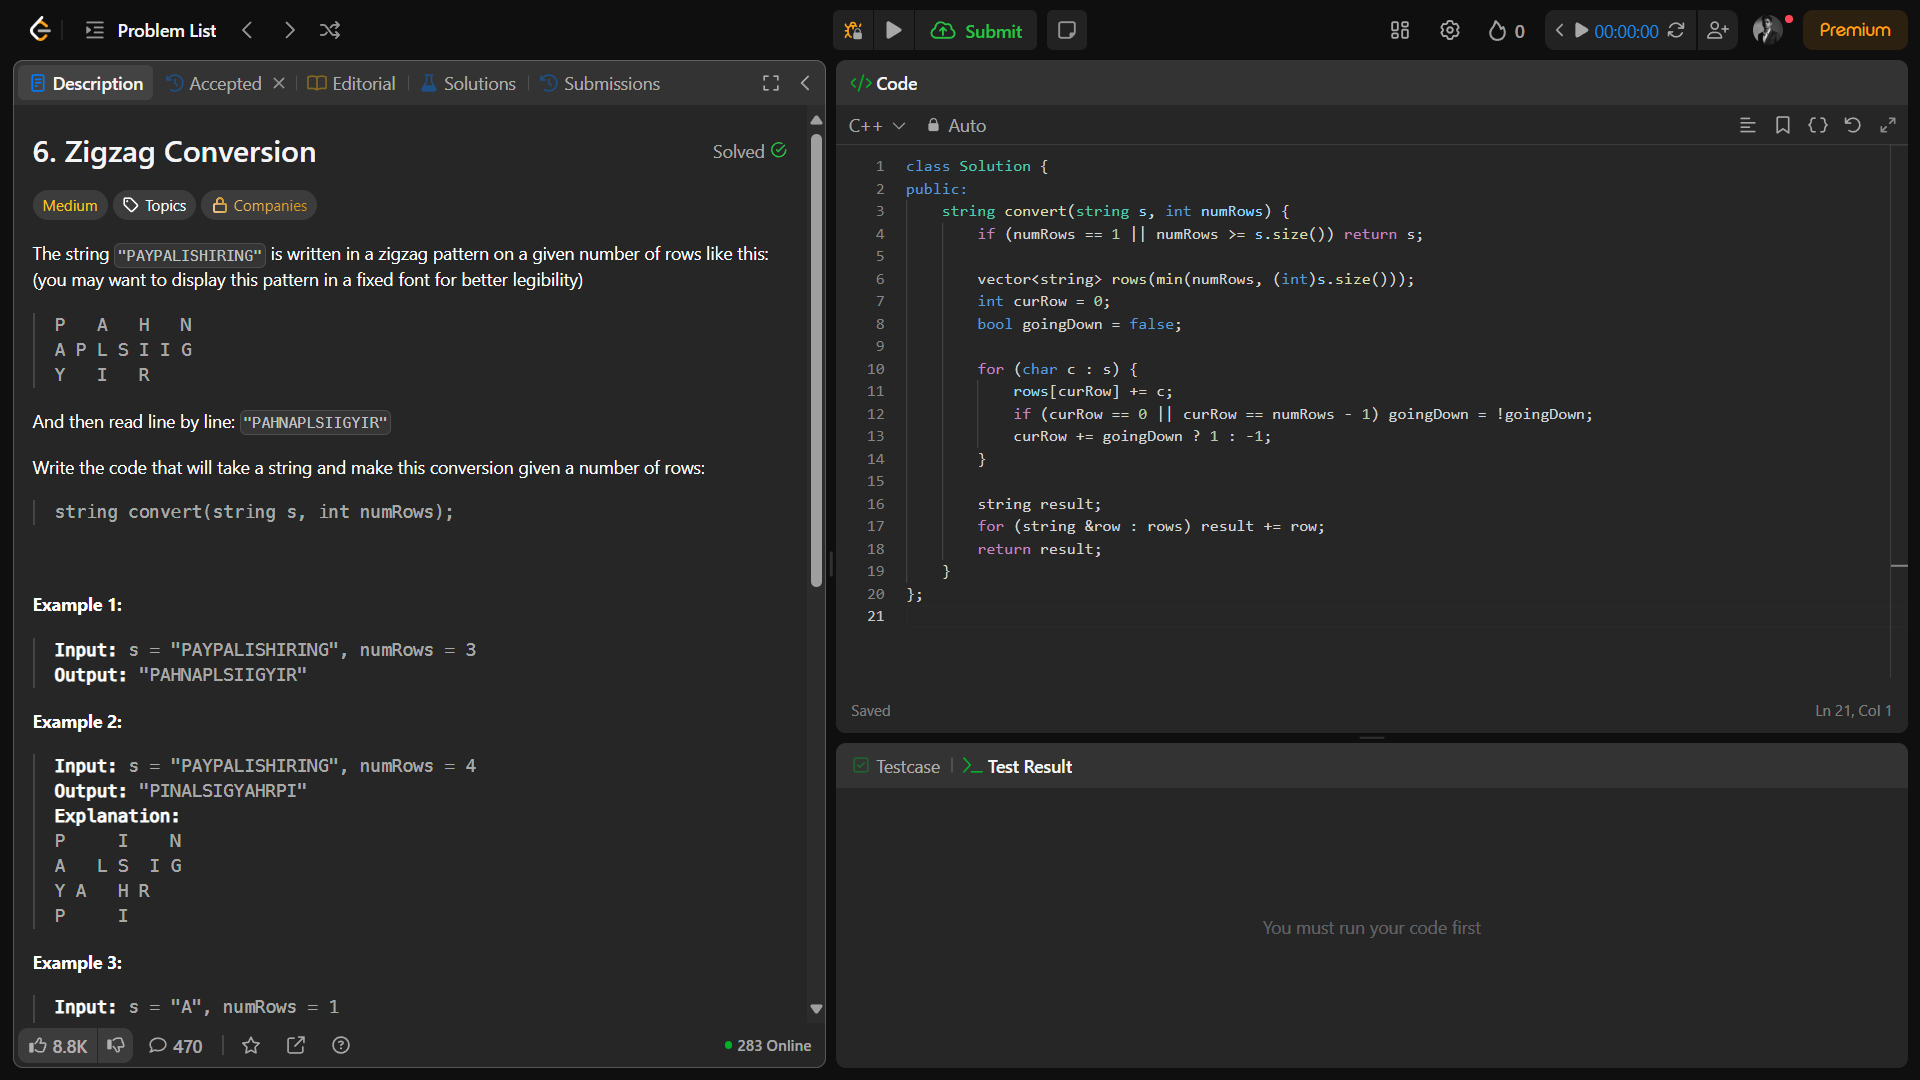 Problem List
Submit
0
00:00:00
Premium
Description
Accepted
Editorial
Solutions
Submissions
6. Zigzag Conversion
Solved
Medium
Topics
Companies
The string "PAYPALISHIRING" is written in a zigzag pattern on a given number of rows like this:
(you may want to display this pattern in a fixed font for better legibility)
P   A   H   N
A P L S I I G
Y   I   R
And then read line by line: "PAHNAPLSIIGYIR"
Write the code that will take a string and make this conversion given a number of rows:
string convert(string s, int numRows);
Example 1:
Input: s = "PAYPALISHIRING", numRows = 3
Output: "PAHNAPLSIIGYIR"
Example 2:
Input: s = "PAYPALISHIRING", numRows = 4
Output: "PINALSIGYAHRPI"
Explanation:
P     I    N
A   L S  I G
Y A   H R
P     I
Example 3:
Input: s = "A", numRows = 1
8.8K
470
283 Online
</> Code
C++
Auto
1 class Solution {
2 public:
3     string convert(string s, int numRows) {
4         if (numRows == 1 || numRows >= s.size()) return s;
5
6         vector<string> rows(min(numRows, (int)s.size()));
7         int curRow = 0;
8         bool goingDown = false;
9
10         for (char c : s) {
11             rows[curRow] += c;
12             if (curRow == 0 || curRow == numRows - 1) goingDown = !goingDown;
13             curRow += goingDown ? 1 : -1;
14         }
15
16         string result;
17         for (string &row : rows) result += row;
18         return result;
19     }
20 };
21
Saved
Ln 21, Col 1
Testcase
Test Result
You must run your code first